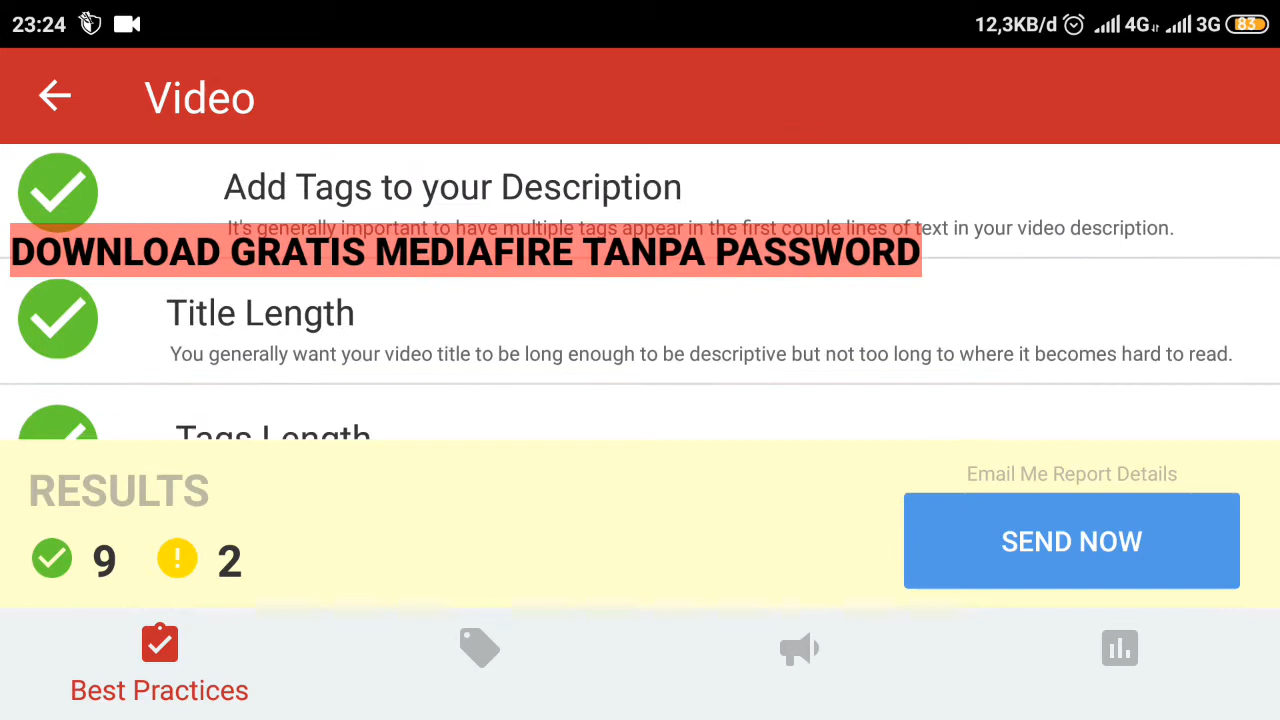 23:24
12,3KB/d 4G 3G 83
Video
Add Tags to your Description
It's generally important to have multiple tags appear in the first couple lines of text in your video description.
DOWNLOAD GRATIS MEDIAFIRE TANPA PASSWORD
Title Length
You generally want your video title to be long enough to be descriptive but not too long to where it becomes hard to read.
Tags Length
RESULTS
Email Me Report Details
9 2
SEND NOW
Best Practices